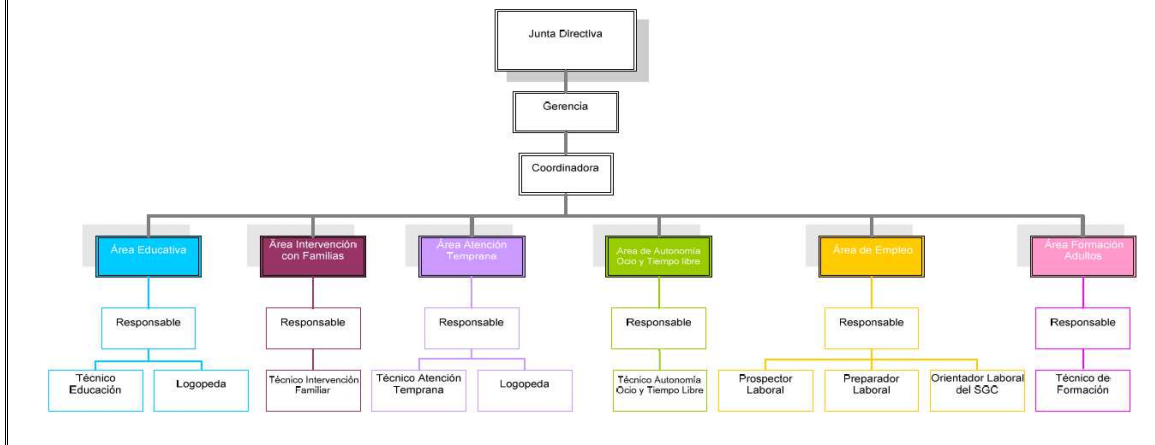 Junta Directiva
Gerencia
Coordinadora
Área Educativa
Área Intervención
con Familias
Área Atención
Temprana
Area de Autonomía
Ocio y Tiempo libre
Área de Empleo
Área Formación
Adultos
Responsable
Responsable
Responsable
Responsable
Responsable
Responsable
Técnico
Educación
Logopeda
Técnico Intervención
Familiar
Técnico Atención
Temprana
Logopeda
Técnico Autonomía
Ocio y Tiempo Libre
Prospector
Laboral
Preparador
Laboral
Orientador Laboral
del SGC
Técnico de
Formación